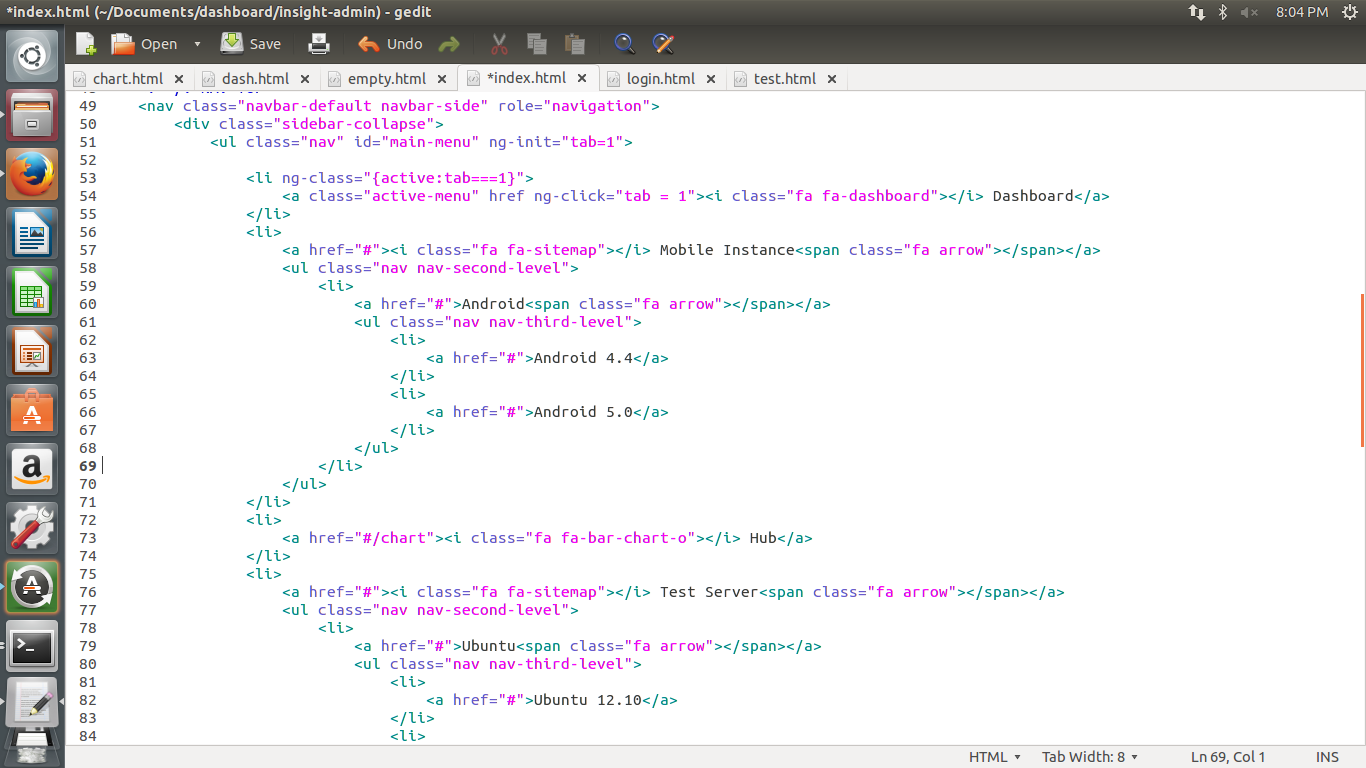 *index.html (~/Documents/dashboard/insight-admin) - gedit
8:04 PM
Open Save Undo
chart.html dash.html empty.html *index.html login.html test.html
49 <nav class="navbar-default navbar-side" role="navigation">
50 <div class="sidebar-collapse">
51 <ul class="nav" id="main-menu" ng-init="tab=1">
52
53 <li ng-class="{active:tab===1}">
54 <a class="active-menu" href ng-click="tab = 1"><i class="fa fa-dashboard"></i> Dashboard</a>
55 </li>
56 <li>
57 <a href="#"><i class="fa fa-sitemap"></i> Mobile Instance<span class="fa arrow"></span></a>
58 <ul class="nav nav-second-level">
59 <li>
60 <a href="#">Android<span class="fa arrow"></span></a>
61 <ul class="nav nav-third-level">
62 <li>
63 <a href="#">Android 4.4</a>
64 </li>
65 <li>
66 <a href="#">Android 5.0</a>
67 </li>
68 </ul>
69 </li>
70 </ul>
71 </li>
72 <li>
73 <a href="#/chart"><i class="fa fa-bar-chart-o"></i> Hub</a>
74 </li>
75 <li>
76 <a href="#"><i class="fa fa-sitemap"></i> Test Server<span class="fa arrow"></span></a>
77 <ul class="nav nav-second-level">
78 <li>
79 <a href="#">Ubuntu<span class="fa arrow"></span></a>
80 <ul class="nav nav-third-level">
81 <li>
82 <a href="#">Ubuntu 12.10</a>
83 </li>
84 <li>
HTML Tab Width: 8 Ln 69, Col 1 INS